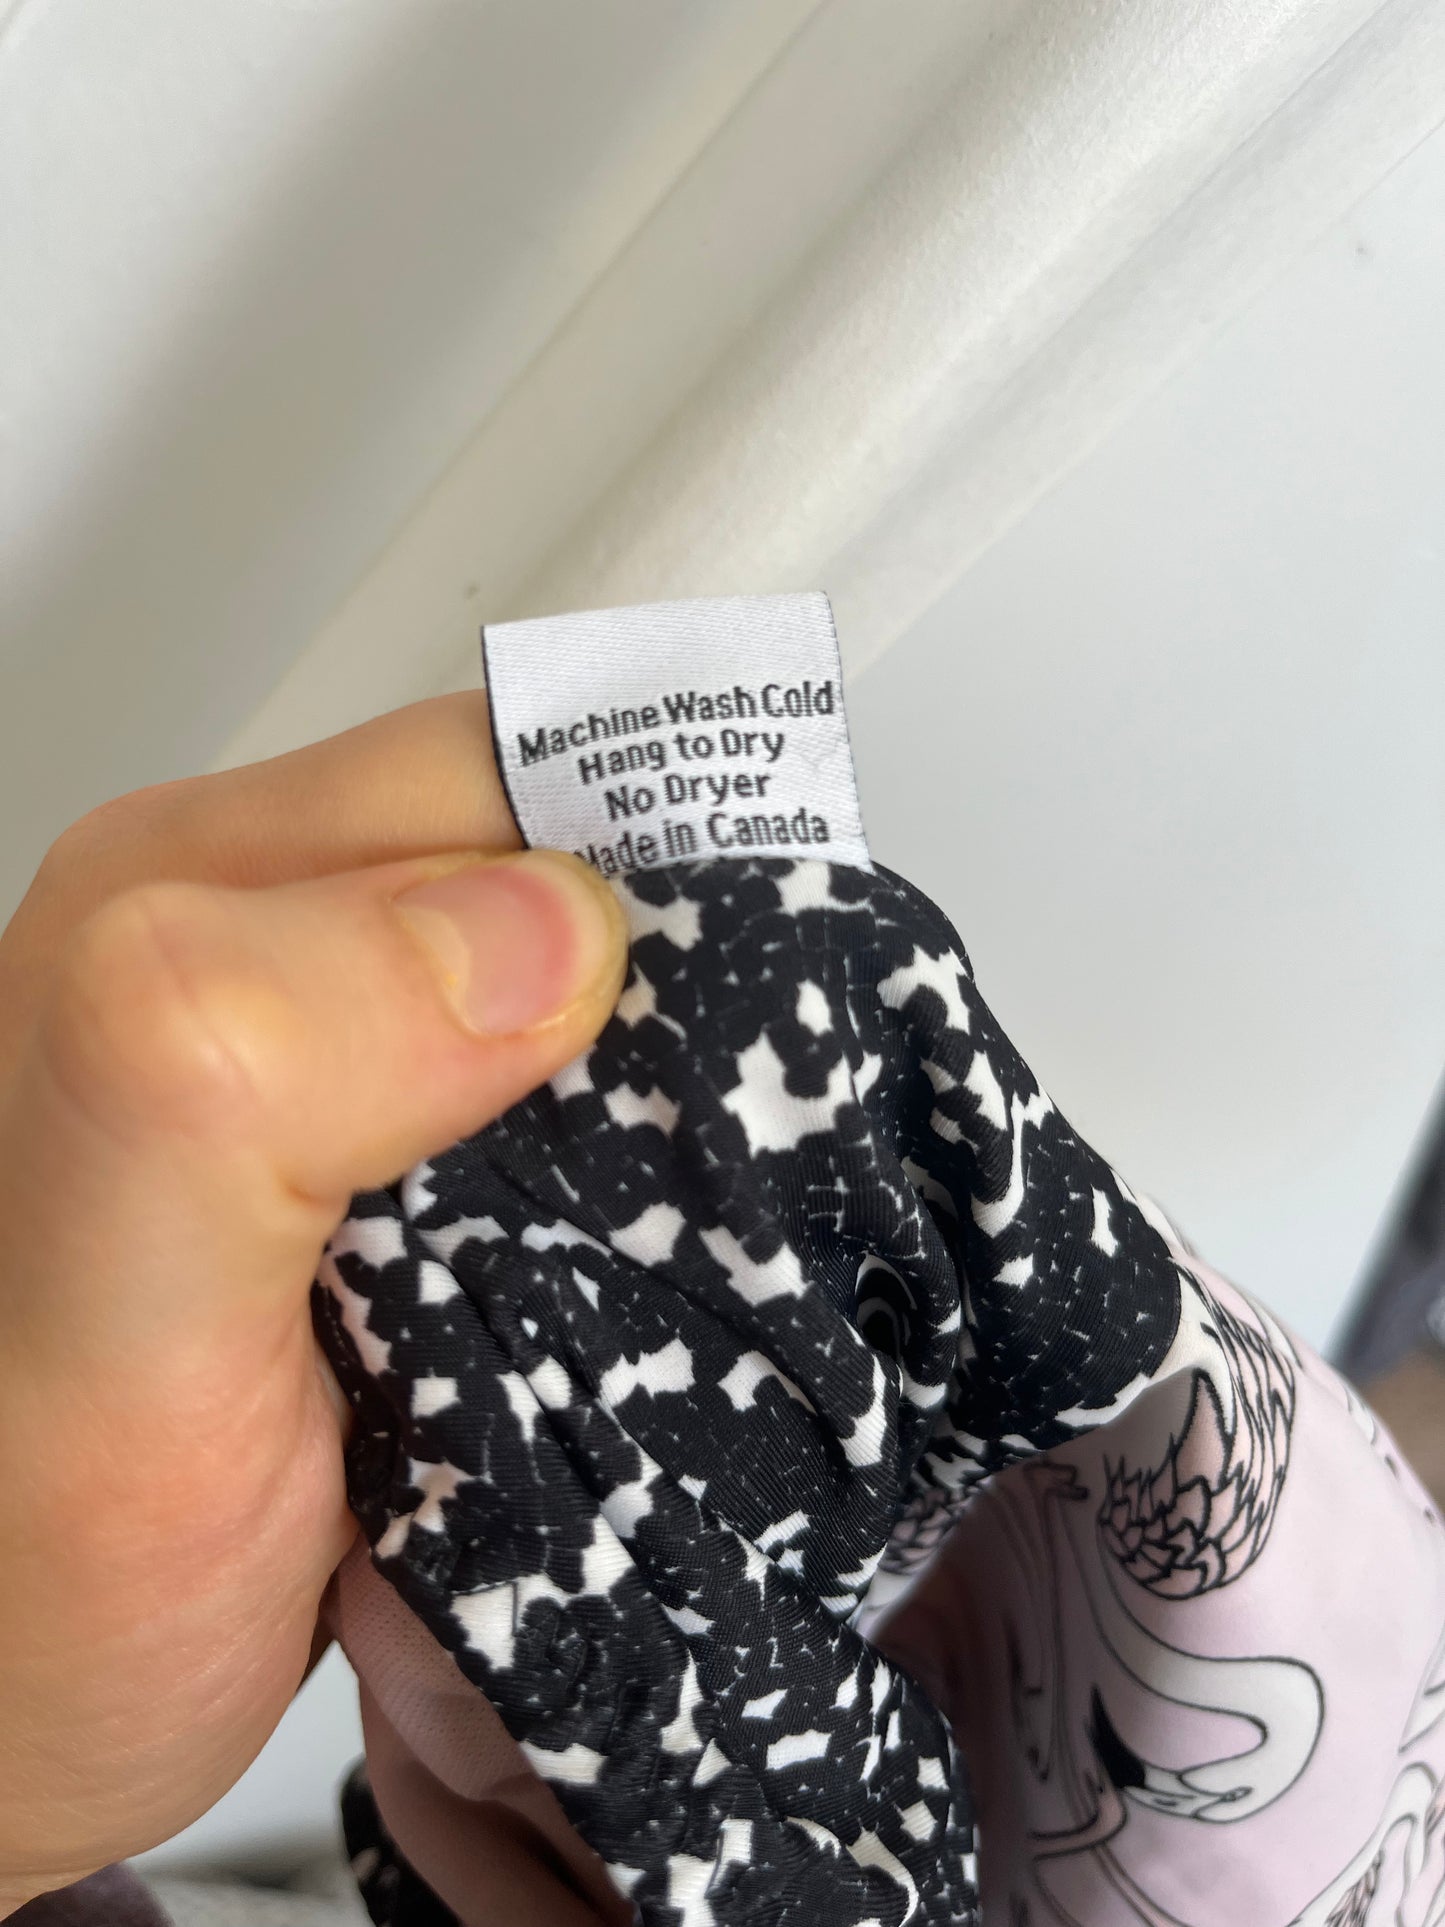 Machine Wash Cold
Hang to Dry
No Dryer
Made in Canada